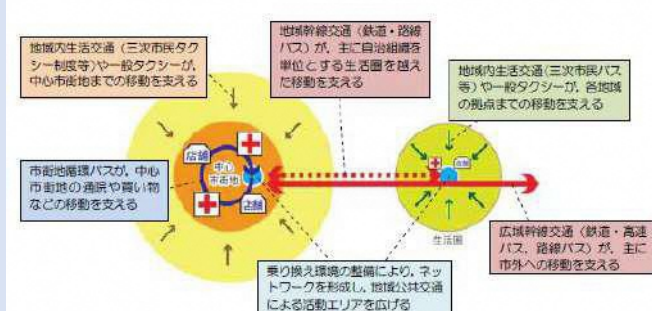 地域内生活交通（三次市民タク
シー制度等）や一般タクシーが、
中心市街地までの移動を支える
地域幹線交通（鉄道・路線
バス）が、主に自治組織を
単位とする生活圏を越え
た移動を支える
地域内生活交通（三次市民バス
等）や一般タクシーが、各地域
の拠点までの移動を支える
市街地循環バスが、中心
市街地の通院や買い物
などの移動を支える
店舗
中心
市街地
店舗
店舗
生活圏
広域幹線交通（鉄道・高速
バス、路線バス）が、主に
市外への移動を支える
乗り換え環境の整備により、ネッ
トワークを形成し、地域公共交通
による活動エリアを広げる